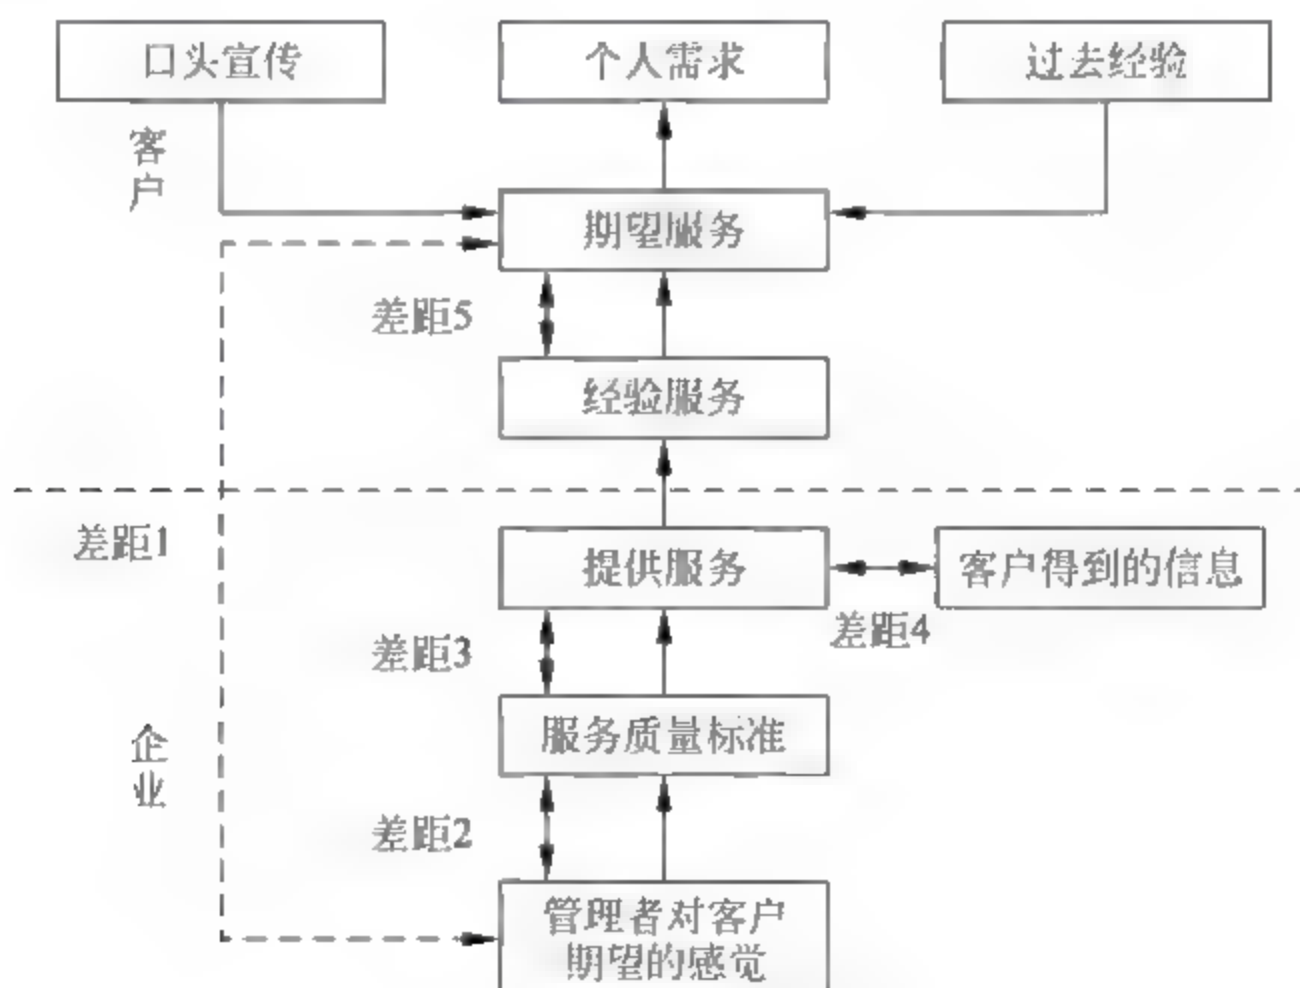 口头宣传
个人需求
过去经验
客户
期望服务
差距5
经验服务
差距1
提供服务
客户得到的信息
差距4
差距3
服务质量标准
企业
差距2
管理者对客户
期望的感觉